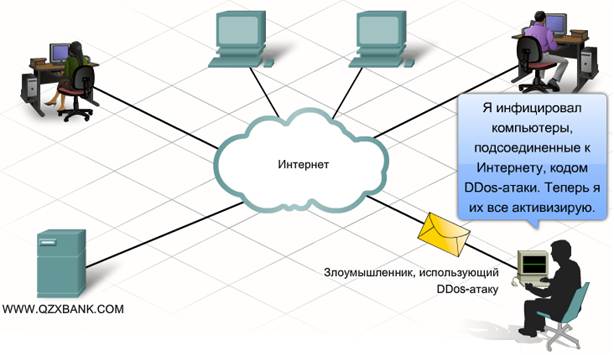 Я инфицировал
компьютеры,
подсоединенные к
Интернету, кодом
DDos-атаки. Теперь я
их все активизирую.
Интернет
Злоумышленник, использующий
DDos-атаку
WWW.QZXBANK.COM